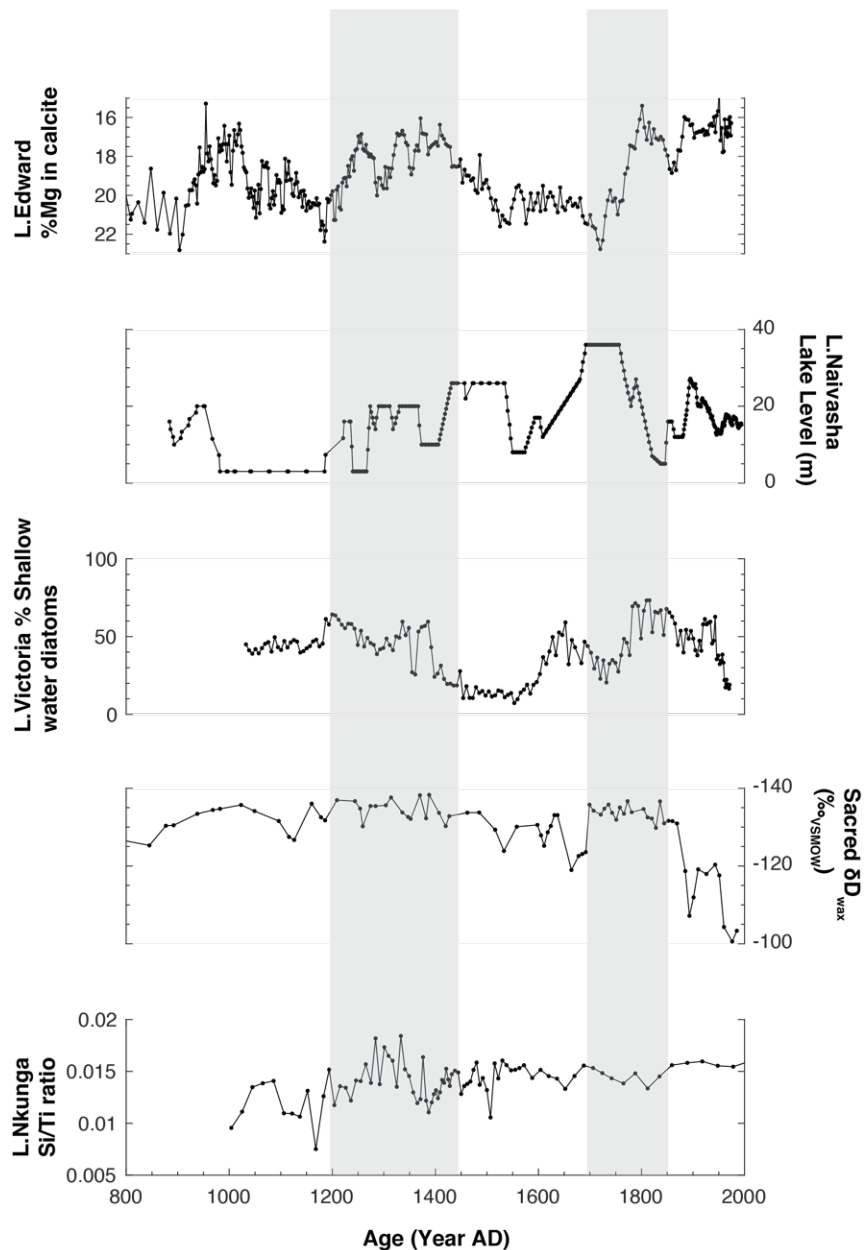 L.Edward
%Mg in calcite
16
18
20
22
40
20
0
L.Naivasha
Lake Level (m)
L.Victoria % Shallow
water diatoms
100
50
0
-140
-120
-100
Sacred δD wax
(‰ VSMOW)
L.Nkunga
Si/Ti ratio
0.02
0.015
0.01
0.005
800 1000 1200 1400 1600 1800 2000
Age (Year AD)